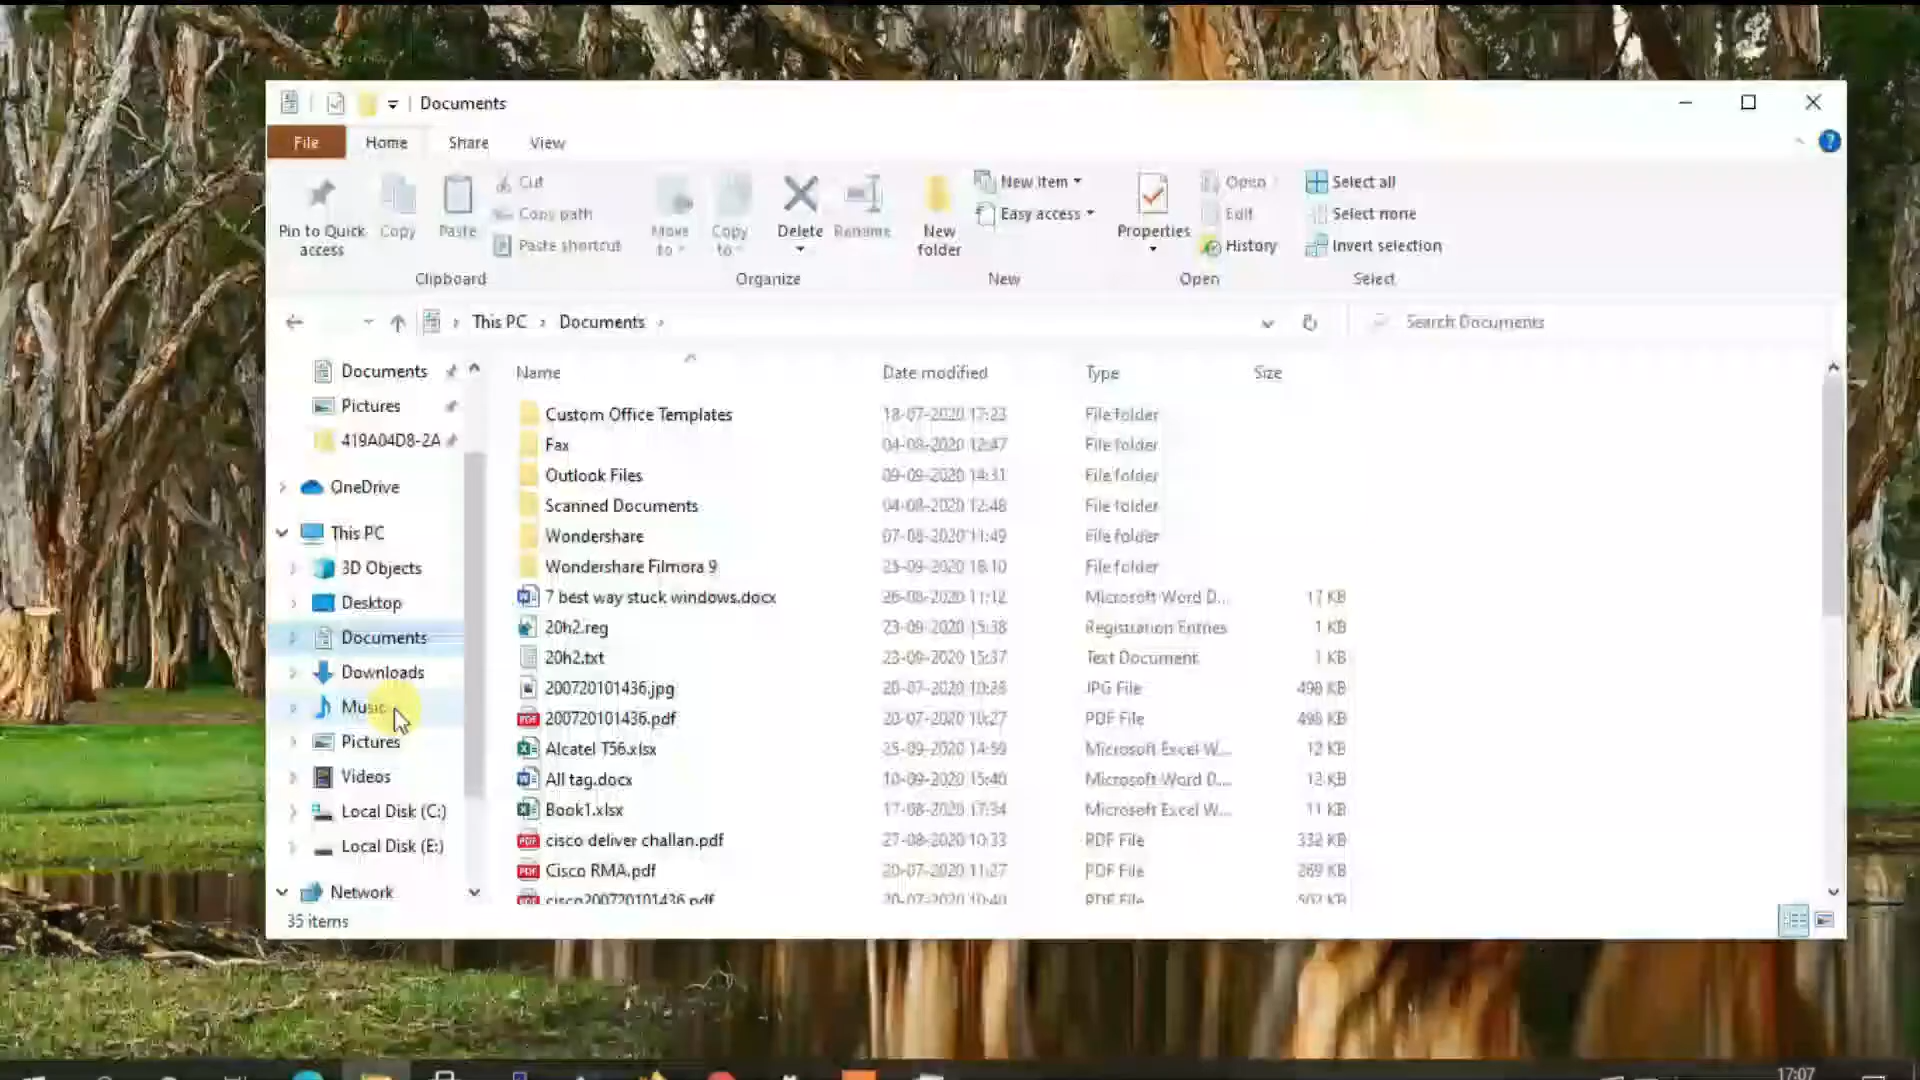 Documents
File Home Share View
Pin to Quick access
Copy
Paste
Cut
Copy path
Paste shortcut
Clipboard
Move to
Copy to
Delete
Rename
Organize
New folder
New item
Easy access
New
Properties
Open
Edit
History
Open
Select all
Select none
Invert selection
Select
This PC › Documents ›
Search Documents
Documents
Pictures
419A04D8-2A
OneDrive
This PC
3D Objects
Desktop
Documents
Downloads
Music
Pictures
Videos
Local Disk (C:)
Local Disk (E:)
Network
Name Date modified Type Size
Custom Office Templates 18-07-2020 17:23 File folder
Fax 04-08-2020 12:47 File folder
Outlook Files 09-09-2020 14:31 File folder
Scanned Documents 04-08-2020 12:48 File folder
Wondershare 07-08-2020 11:49 File folder
Wondershare Filmora 9 25-09-2020 18:10 File folder
7 best way stuck windows.docx 26-08-2020 11:12 Microsoft Word D... 17 KB
20h2.reg 23-09-2020 15:38 Registration Entries 1 KB
20h2.txt 23-09-2020 15:37 Text Document 1 KB
200720101436.jpg 20-07-2020 10:28 JPG File 498 KB
200720101436.pdf 20-07-2020 10:27 PDF File 498 KB
Alcatel T56.xlsx 25-09-2020 14:59 Microsoft Excel W... 12 KB
All tag.docx 10-09-2020 15:40 Microsoft Word D... 13 KB
Book1.xlsx 17-08-2020 17:34 Microsoft Excel W... 11 KB
cisco deliver challan.pdf 27-08-2020 10:33 PDF File 332 KB
Cisco RMA.pdf 20-07-2020 11:27 PDF File 269 KB
cisco200720101436.pdf 20-07-2020 10:40 PDF File 502 KB
35 items
17:07